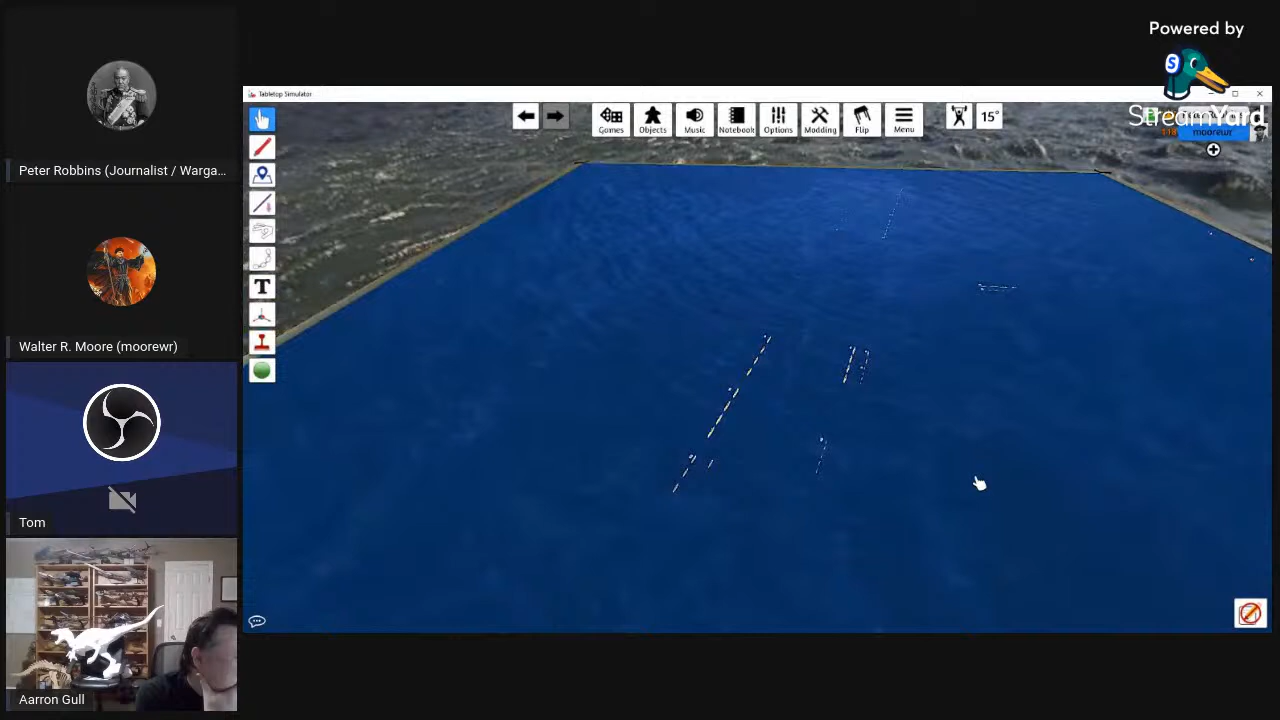 Powered by
StreamYard
Tabletop Simulator
Games
Objects
Music
Notebook
Options
Modding
Flip
Menu
15°
moorewr
T
S
Peter Robbins (Journalist / Warga...
Walter R. Moore (moorewr)
Tom
Aarron Gull